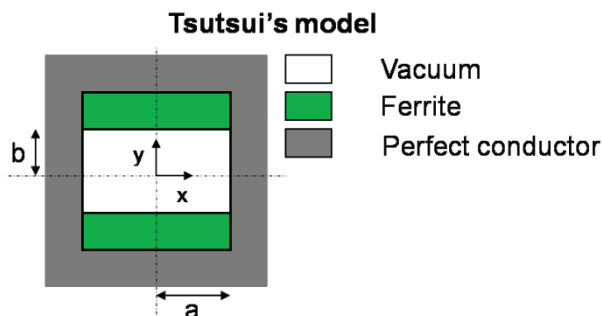 Tsutsui's model
Vacuum
Ferrite
Perfect conductor
b
y
x
a